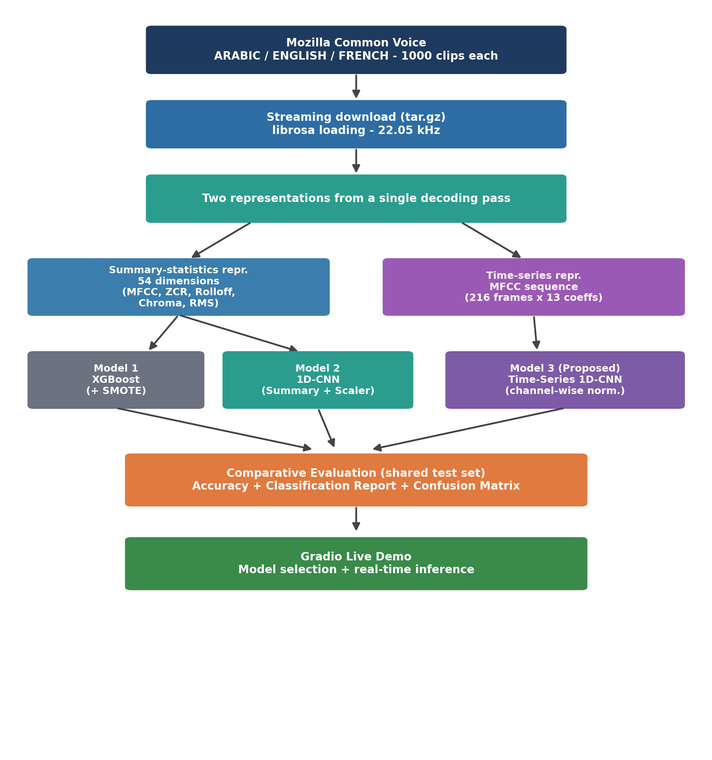 Mozilla Common Voice
ARABIC / ENGLISH / FRENCH - 1000 clips each
Streaming download (tar.gz)
librosa loading - 22.05 kHz
Two representations from a single decoding pass
Summary-statistics repr.
54 dimensions
(MFCC, ZCR, Rolloff,
Chroma, RMS)
Time-series repr.
MFCC sequence
(216 frames x 13 coeffs)
Model 1
XGBoost
(+ SMOTE)
Model 2
1D-CNN
(Summary + Scaler)
Model 3 (Proposed)
Time-Series 1D-CNN
(channel-wise norm.)
Comparative Evaluation (shared test set)
Accuracy + Classification Report + Confusion Matrix
Gradio Live Demo
Model selection + real-time inference